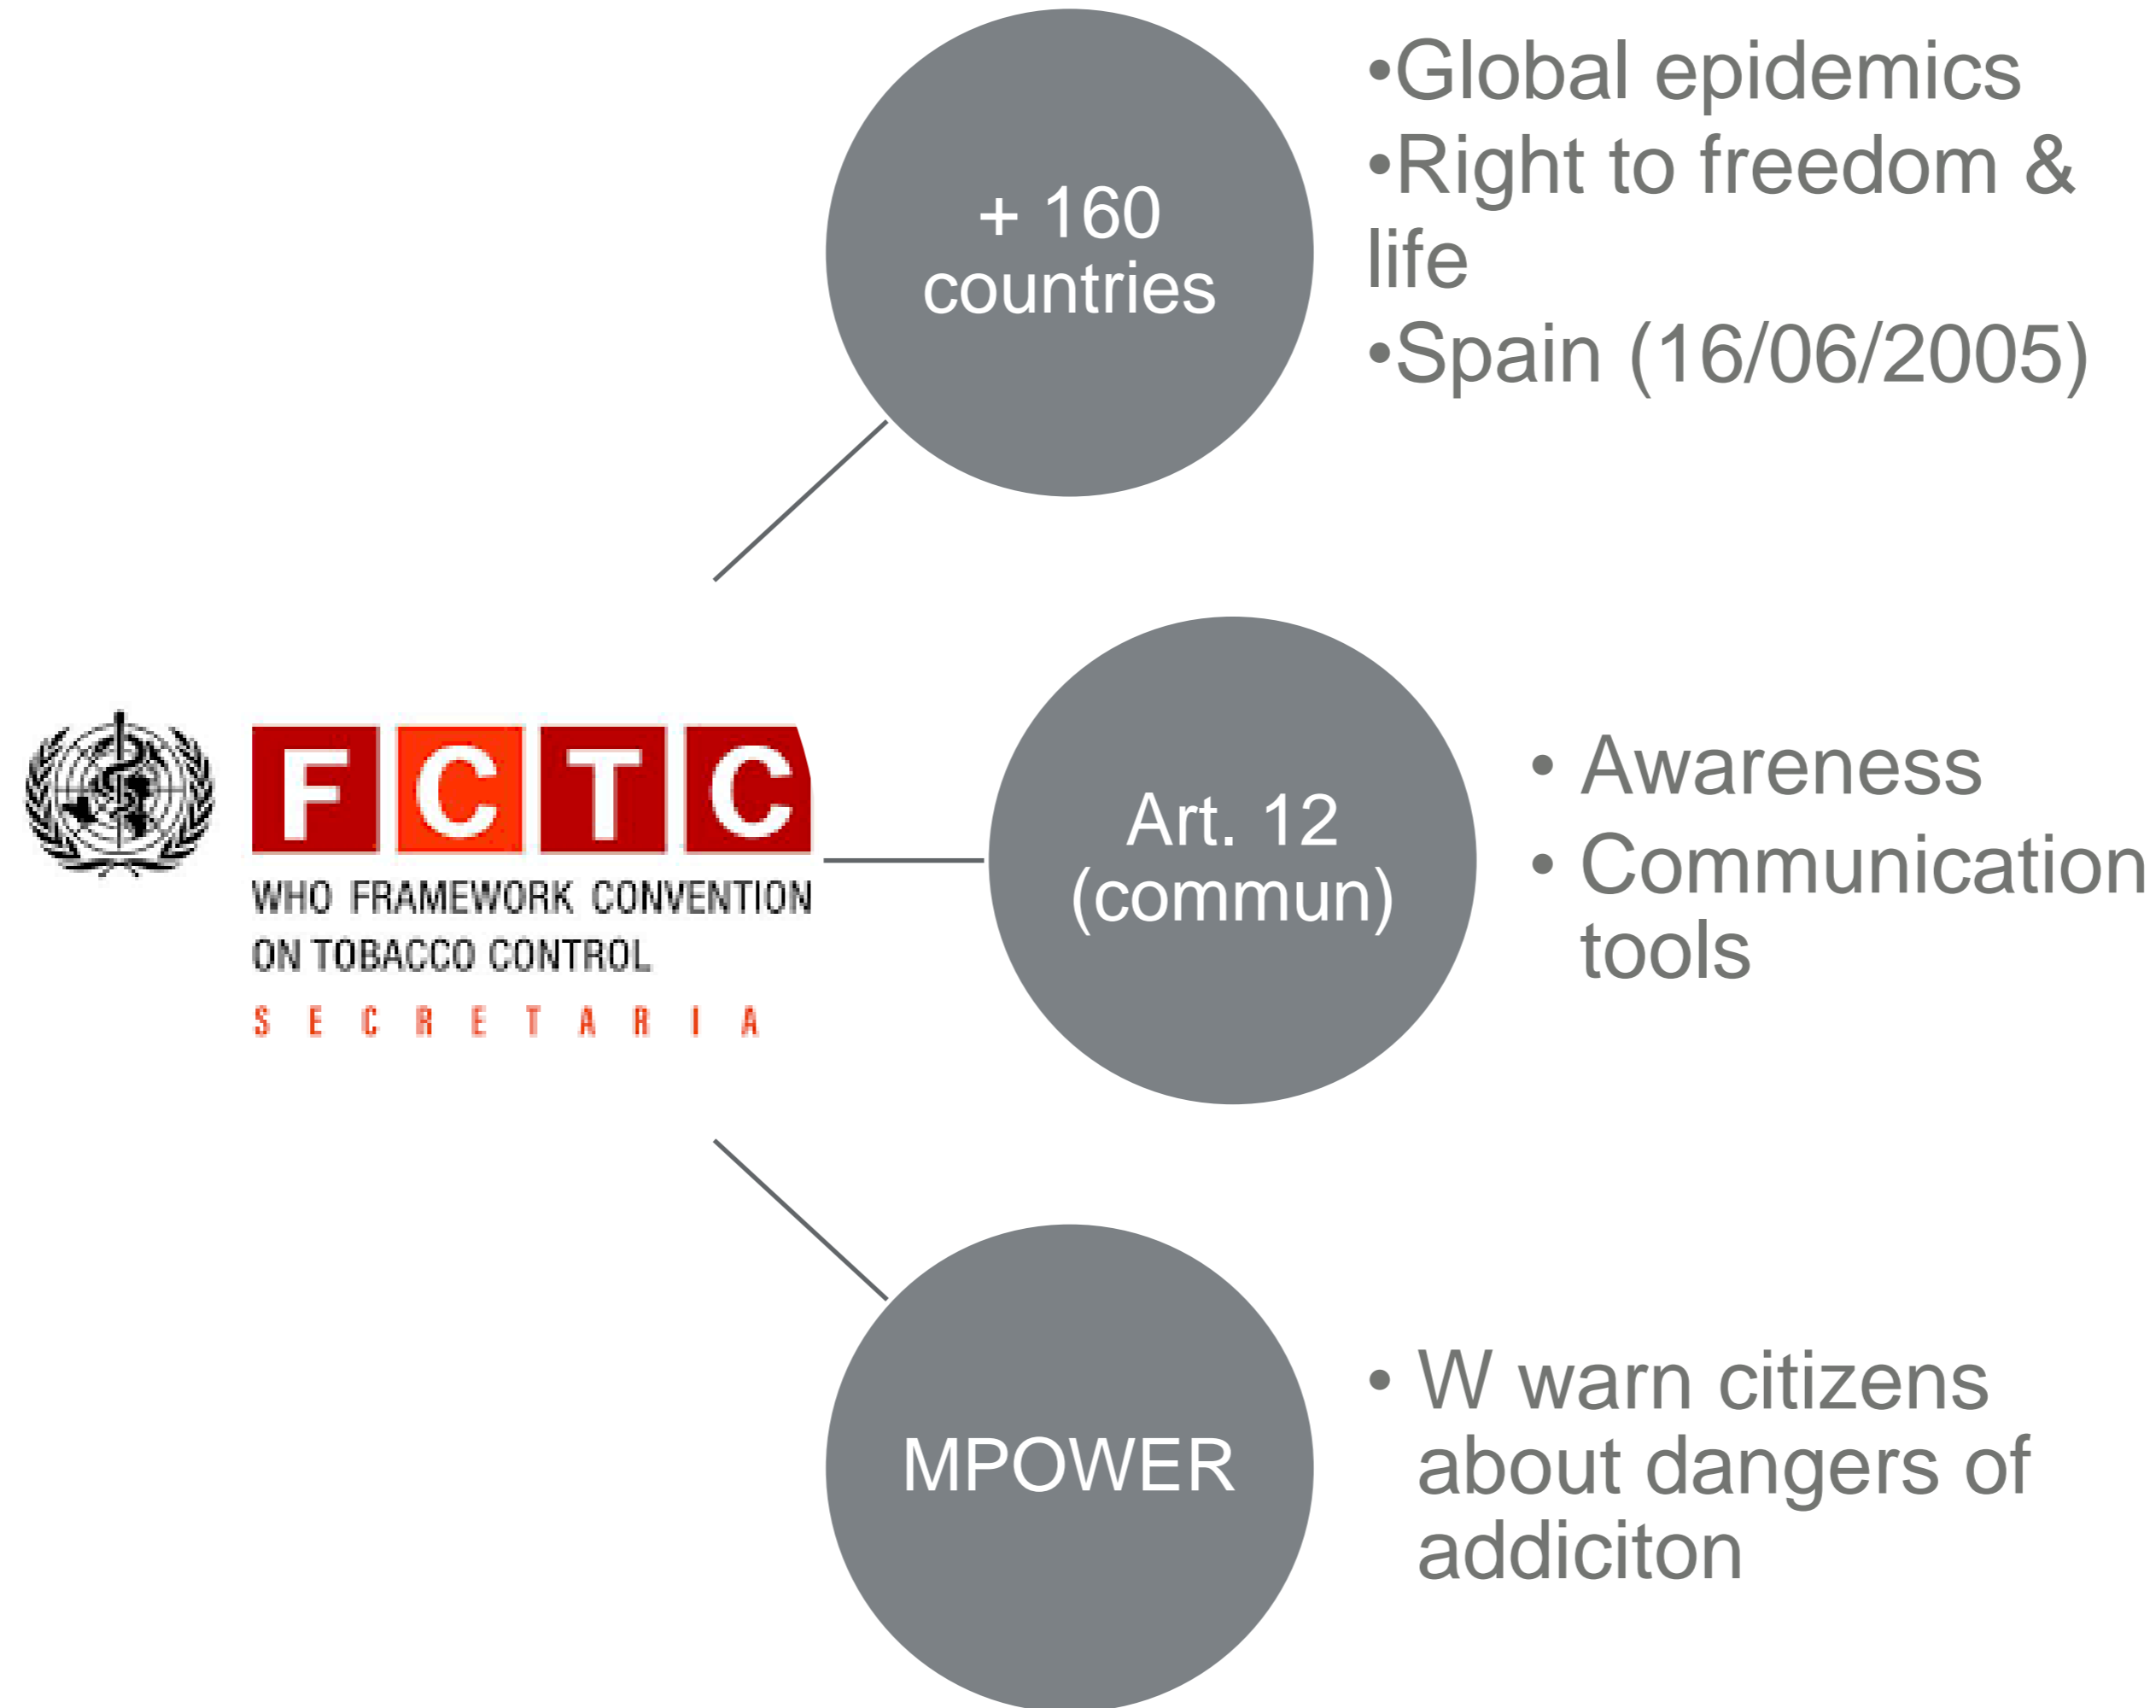 + 160
countries
•Global epidemics
•Right to freedom &
life
•Spain (16/06/2005)
F C T C
WHO FRAMEWORK CONVENTION
ON TOBACCO CONTROL
S E C R E T A R I A
Art. 12
(commun)
• Awareness
• Communication
tools
MPOWER
• W warn citizens
about dangers of
addiciton